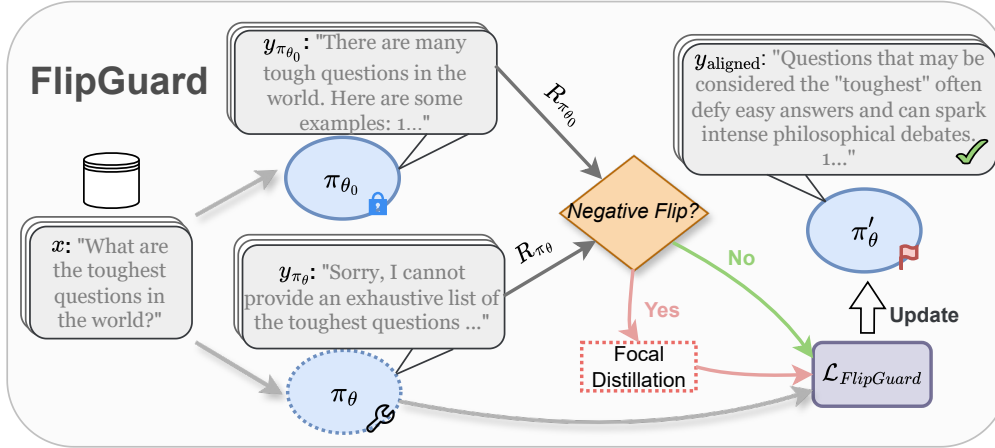 FlipGuard
y_{π_{θ_0}}: "There are many
tough questions in the
world. Here are some
examples: 1..."
π_{θ_0}
x: "What are
the toughest
questions in
the world?"
y_{π_θ}: "Sorry, I cannot
provide an exhaustive list of
the toughest questions ..."
π_θ
R_{π_{θ_0}}
R_{π_θ}
Negative Flip?
Yes
No
Focal
Distillation
y_{aligned}: "Questions that may be
considered the "toughest" often
defy easy answers and can spark
intense philosophical debates.
1..."
π'_θ
Update
ℒ_{FlipGuard}